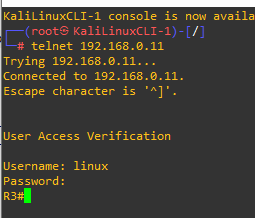 KaliLinuxCLI-1 console is now availa
┌──(root㉿KaliLinuxCLI-1)-[/]
└─# telnet 192.168.0.11
Trying 192.168.0.11...
Connected to 192.168.0.11.
Escape character is '^]'.
User Access Verification
Username: linux
Password:
R3#